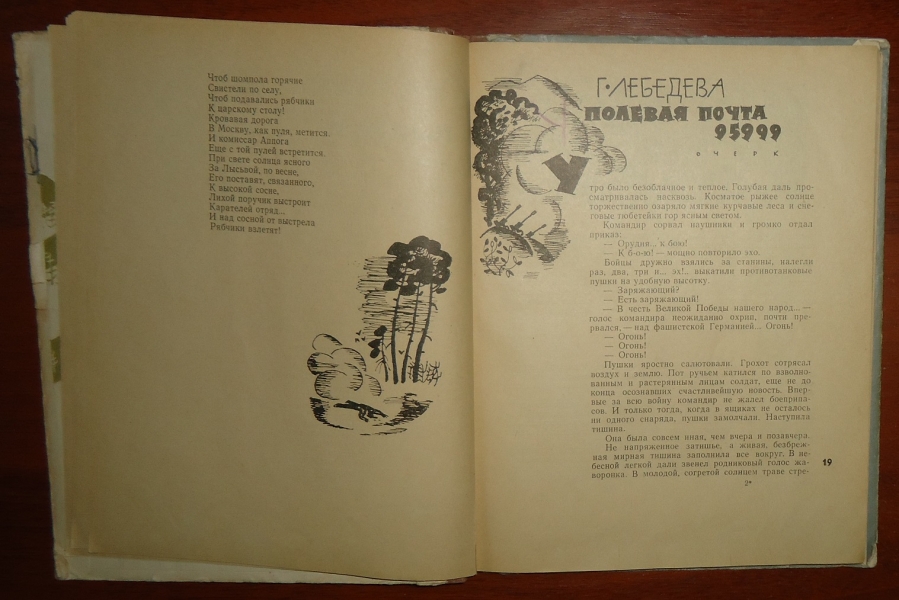 Чтоб шомпола горячие
Свистели по селу,
Чтоб подавались рябчики
К царскому столу!
Кровавая дорога
В Москву, как пуля, метится.
И комиссар Аппога
Еще с той пулей встретится.
При свете солнца ясного
За Лысьвой, по весне,
Его поставят, связанного,
К высокой сосне,
Лихой поручик выстроит
Карателей отряд...
И над сосной от выстрела
Рябчики взлетят!
Г. ЛЕБЕДЕВА
ПОЛЕВАЯ ПОЧТА
95999
ОЧЕРК
У
тро было безоблачное и теплое. Голубая даль про-
сматривалась насквозь. Косматое рыжее солнце
торжественно озаряло мягкие курчавые леса и сне-
говые тюбетейки гор ясным светом.
Командир сорвал наушники и громко отдал
приказ:
— Орудия... к бою!
— К б-о-ю! — мощно повторило эхо.
Бойцы дружно взялись за станины, налегли
раз, два, три и... эх!.. выкатили противотанковые
пушки на удобную высотку.
— Заряжающий?
— Есть заряжающий!
— В честь Великой Победы нашего народа... —
голос командира неожиданно охрип, почти пре-
рвался, — над фашистской Германией... Огонь!
— Огонь!
— Огонь!
— Огонь!
Пушки яростно салютовали. Грохот сотрясал
воздух и землю. Пот ручьем катился по взволно-
ванным и растерянным лицам солдат, еще не до
конца осознавших счастливейшую новость. Впер-
вые за всю войну командир не жалел боеприпа-
сов. И только тогда, когда в ящиках не осталось
ни одного снаряда, пушки замолчали. Наступила
тишина.
Она была совсем иная, чем вчера и позавчера.
Не напряженное затишье, а живая, безбреж-
ная мирная тишина заполнила все вокруг. В не-
бесной легкой дали звенел родниковый голос жа-
воронка. В молодой, согретой солнцем траве стре-
19
2*